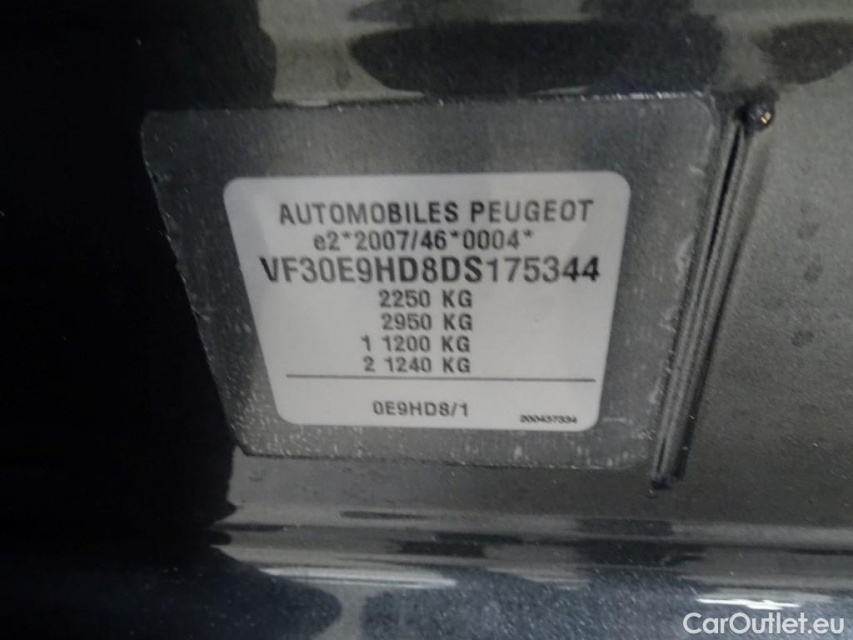 AUTOMOBILES PEUGEOT
e2*2007/46*0004*
VF30E9HD8DS175344
2250 KG
2950 KG
1 1200 KG
2 1240 KG
0E9HD8/1
200437334
CarOutlet.eu